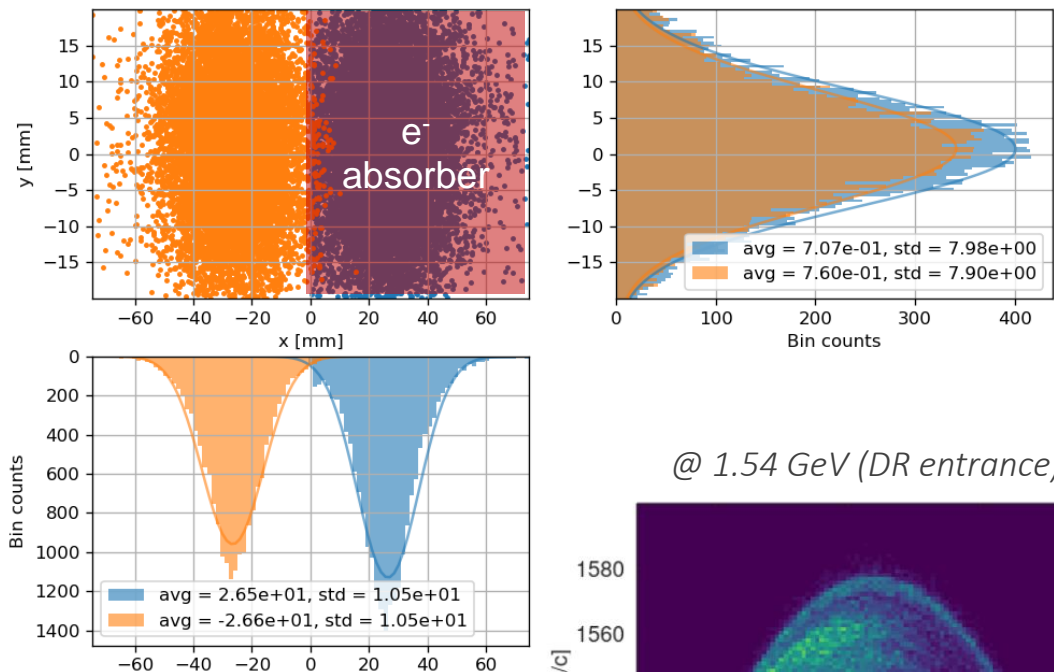 15
10
5
0
−5
−10
−15
y [mm]
e-
absorber
−60 −40 −20 0 20 40 60
x [mm]
15
10
5
0
−5
−10
−15
avg = 7.07e-01, std = 7.98e+00
avg = 7.60e-01, std = 7.90e+00
0 100 200 300 400
Bin counts
0
200
400
600
800
1000
1200
1400
Bin counts
avg = 2.65e+01, std = 1.05e+01
avg = -2.66e+01, std = 1.05e+01
−60 −40 −20 0 20 40 60
@ 1.54 GeV (DR entrance)
1580
1560
/c]